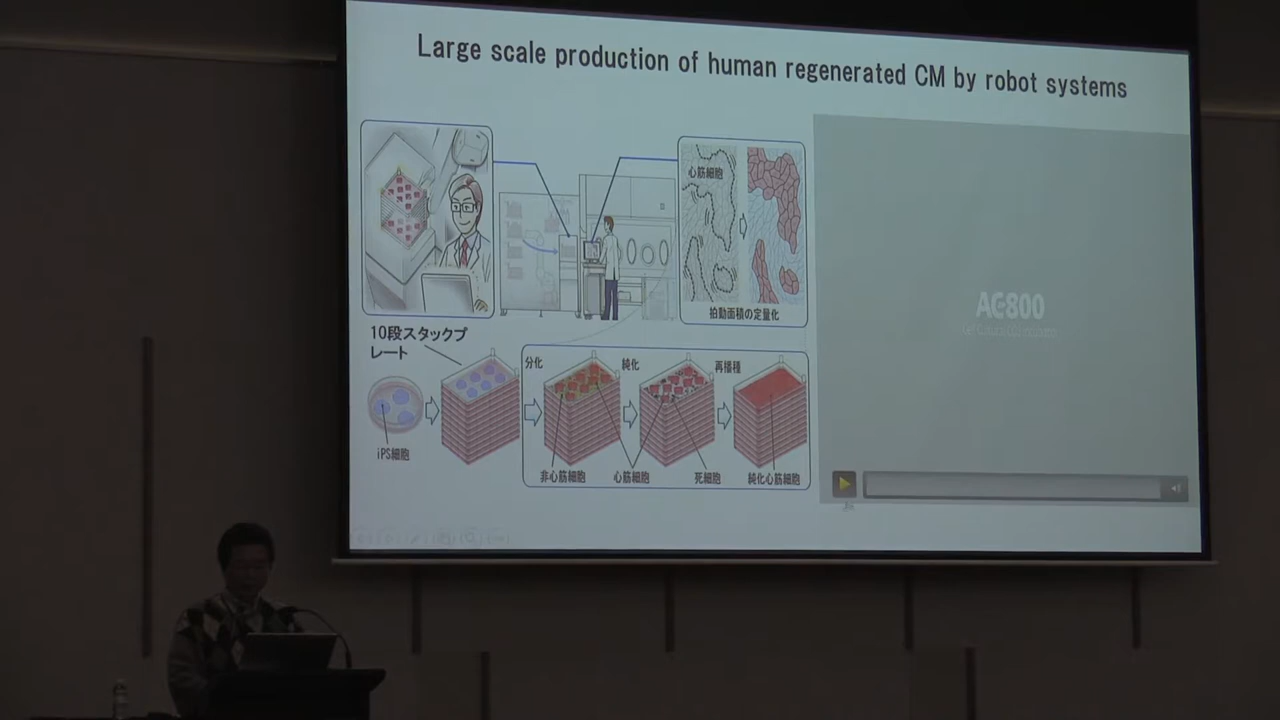 Large scale production of human regenerated CM by robot systems
心筋細胞
拍動面積の定量化
10段スタックプ
レート
iPS細胞
分化
純化
再播種
非心筋細胞
心筋細胞
死細胞
純化心筋細胞
AC-800